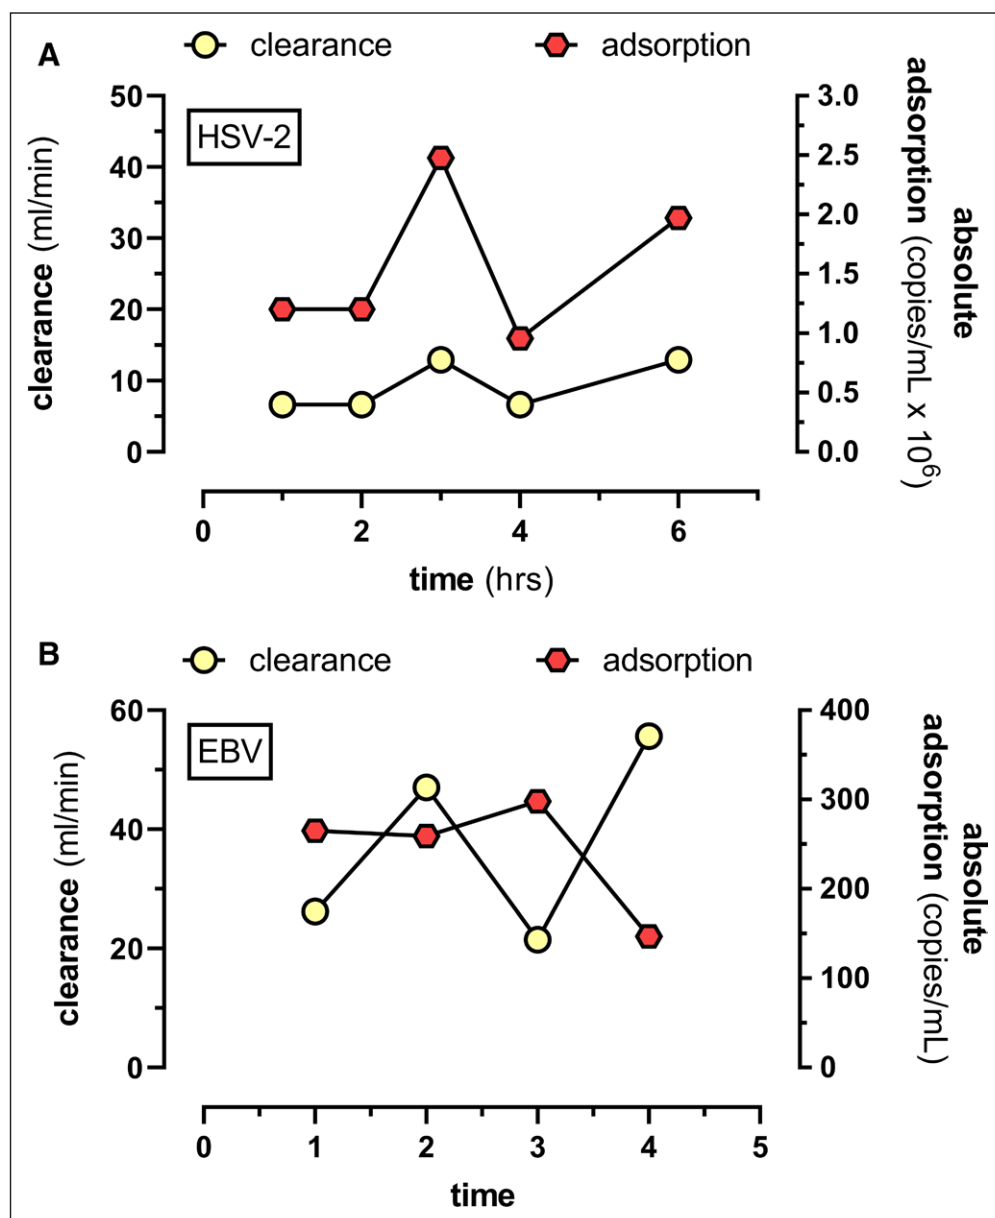 A
clearance adsorption
HSV-2
50
40
30
20
10
0
clearance (ml/min)
3.0
2.5
2.0
1.5
1.0
0.5
0.0
absolute
adsorption (copies/mL x 10⁶)
0 2 4 6
time (hrs)
B
clearance adsorption
EBV
60
40
20
0
clearance (ml/min)
400
300
200
100
0
absolute
adsorption (copies/mL)
0 1 2 3 4 5
time